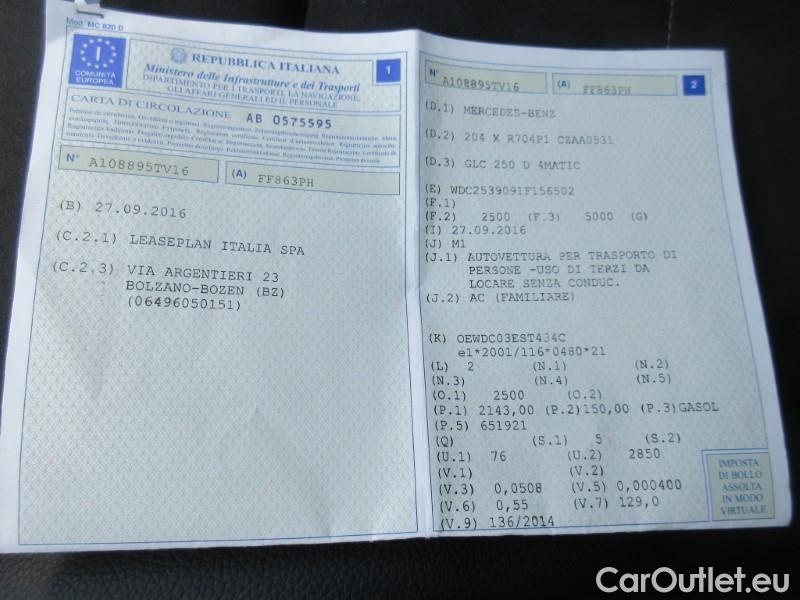 Mod. MC 820 D
I
COMUNITÀ
EUROPEA
REPUBBLICA ITALIANA
1
Ministero delle Infrastrutture e dei Trasporti
DIPARTIMENTO PER I TRASPORTI, LA NAVIGAZIONE,
GLI AFFARI GENERALI ED IL PERSONALE
CARTA DI CIRCOLAZIONE AB 0575595
N° A108895TV16 (A) FF863PH
(B) 27.09.2016
(C.2.1) LEASEPLAN ITALIA SPA
(C.2.3) VIA ARGENTIERI 23
BOLZANO-BOZEN (BZ)
(06496050151)
N° A108895TV16 (A) FF863PH 2
(D.1) MERCEDES-BENZ
(D.2) 204 X R704P1 CZAA0531
(D.3) GLC 250 D 4MATIC
(E) WDC2539091F156502
(F.1)
(F.2) 2500 (F.3) 5000 (G)
(I) 27.09.2016
(J) M1
(J.1) AUTOVETTURA PER TRASPORTO DI
PERSONE -USO DI TERZI DA
LOCARE SENZA CONDUC.
(J.2) AC (FAMILIARE)
(K) OEWDC03EST434C
e1*2001/116*0480*21
(L) 2 (N.1) (N.2)
(N.3) (N.4) (N.5)
(O.1) 2500 (O.2)
(P.1) 2143,00 (P.2)150,00 (P.3)GASOL
(P.5) 651921
(Q) (S.1) 5 (S.2)
(U.1) 76 (U.2) 2850
(V.1) (V.2)
(V.3) 0,0508 (V.5) 0,000400
(V.6) 0,55 (V.7) 129,0
(V.9) 136/2014
IMPOSTA
DI BOLLO
ASSOLTA
IN MODO
VIRTUALE
CarOutlet.eu